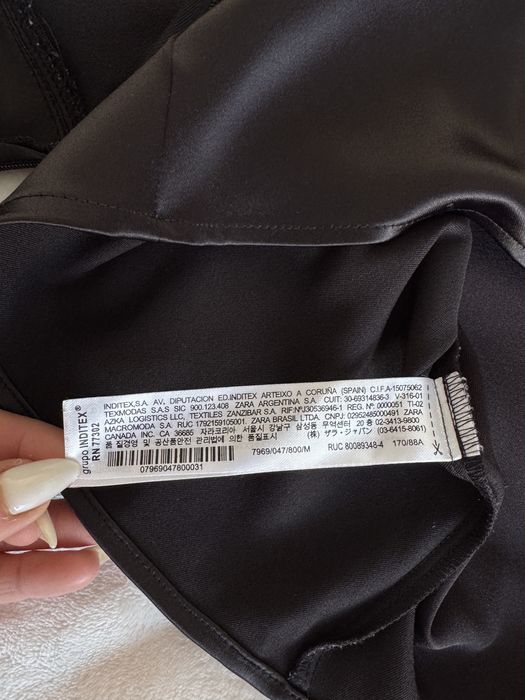 grupo INDITEX®
RN 77302
INDITEX,S.A. AV. DIPUTACION ED.INDITEX ARTEIXO A CORUÑA (SPAIN) C.I.F.A-15075062
TEXMODAS S.A.S SIC 900.123.408 ZARA ARGENTINA S.A. CUIT: 30-69314836-3 V-316-01
AZKA LOGISTICS LLC, TEXTILES ZANZIBAR S.A. RIF:NºJ30536946-1 REG. Nº: 0000051 TI-02
MACROMODA S.A. RUC 1792159105001. ZARA BRASIL LTDA. CNPJ: 02952485000491 ZARA
CANADA INC. CA 36685 자라코리아 서울시 강남구 삼성동 무역센터 20 층 02-3413-9800
품 질경영 및 공산품안전 관리법에 의한 품질표시 (株) ザラ・ジャパン (03-6415-8061)
7969/047/800/M RUC 80089348-4 170/88A
07969047800031